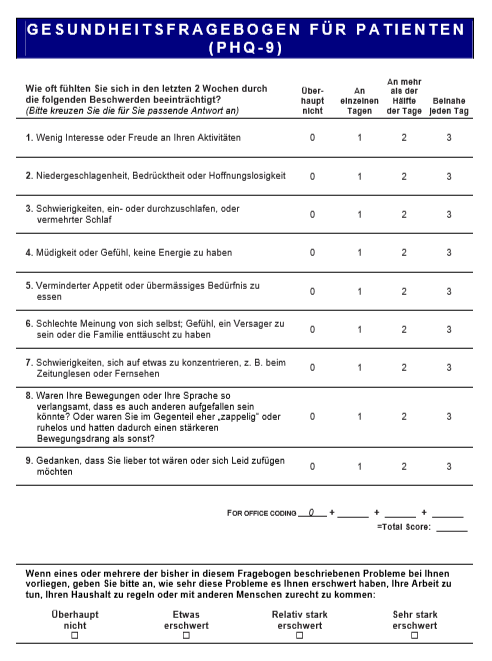 GESUNDHEITSFRAGEBOGEN FÜR PATIENTEN
(PHQ-9)
Wie oft fühlten Sie sich in den letzten 2 Wochen durch
die folgenden Beschwerden beeinträchtigt?
(Bitte kreuzen Sie die für Sie passende Antwort an)
Über-
haupt
nicht
An
einzelnen
Tagen
An mehr
als der
Hälfte
der Tage
Beinahe
jeden Tag
1. Wenig Interesse oder Freude an Ihren Aktivitäten 0 1 2 3
2. Niedergeschlagenheit, Bedrücktheit oder Hoffnungslosigkeit 0 1 2 3
3. Schwierigkeiten, ein- oder durchzuschlafen, oder
vermehrter Schlaf 0 1 2 3
4. Müdigkeit oder Gefühl, keine Energie zu haben 0 1 2 3
5. Verminderter Appetit oder übermässiges Bedürfnis zu
essen 0 1 2 3
6. Schlechte Meinung von sich selbst; Gefühl, ein Versager zu
sein oder die Familie enttäuscht zu haben 0 1 2 3
7. Schwierigkeiten, sich auf etwas zu konzentrieren, z. B. beim
Zeitunglesen oder Fernsehen 0 1 2 3
8. Waren Ihre Bewegungen oder Ihre Sprache so
verlangsamt, dass es auch anderen aufgefallen sein
könnte? Oder waren Sie im Gegenteil eher „zappelig“ oder
ruhelos und hatten dadurch einen stärkeren
Bewegungsdrang als sonst? 0 1 2 3
9. Gedanken, dass Sie lieber tot wären oder sich Leid zufügen
möchten 0 1 2 3
FOR OFFICE CODING 0 + ______ + ______ + ______
=Total Score: ______
Wenn eines oder mehrere der bisher in diesem Fragebogen beschriebenen Probleme bei Ihnen
vorliegen, geben Sie bitte an, wie sehr diese Probleme es Ihnen erschwert haben, Ihre Arbeit zu
tun, Ihren Haushalt zu regeln oder mit anderen Menschen zurecht zu kommen:
Überhaupt
nicht
☐
Etwas
erschwert
☐
Relativ stark
erschwert
☐
Sehr stark
erschwert
☐